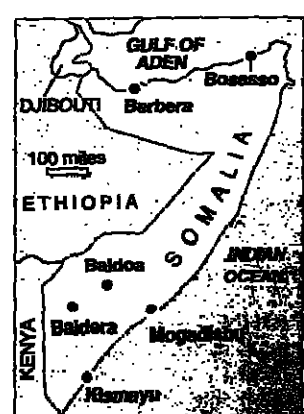 GULF OF
ADEN
Bosasso
DJIBOUTI
Berbera
100 miles
ETHIOPIA
SOMALIA
INDIAN
OCEAN
Baidoa
Baidera
Mogadishu
KENYA
Kismayu